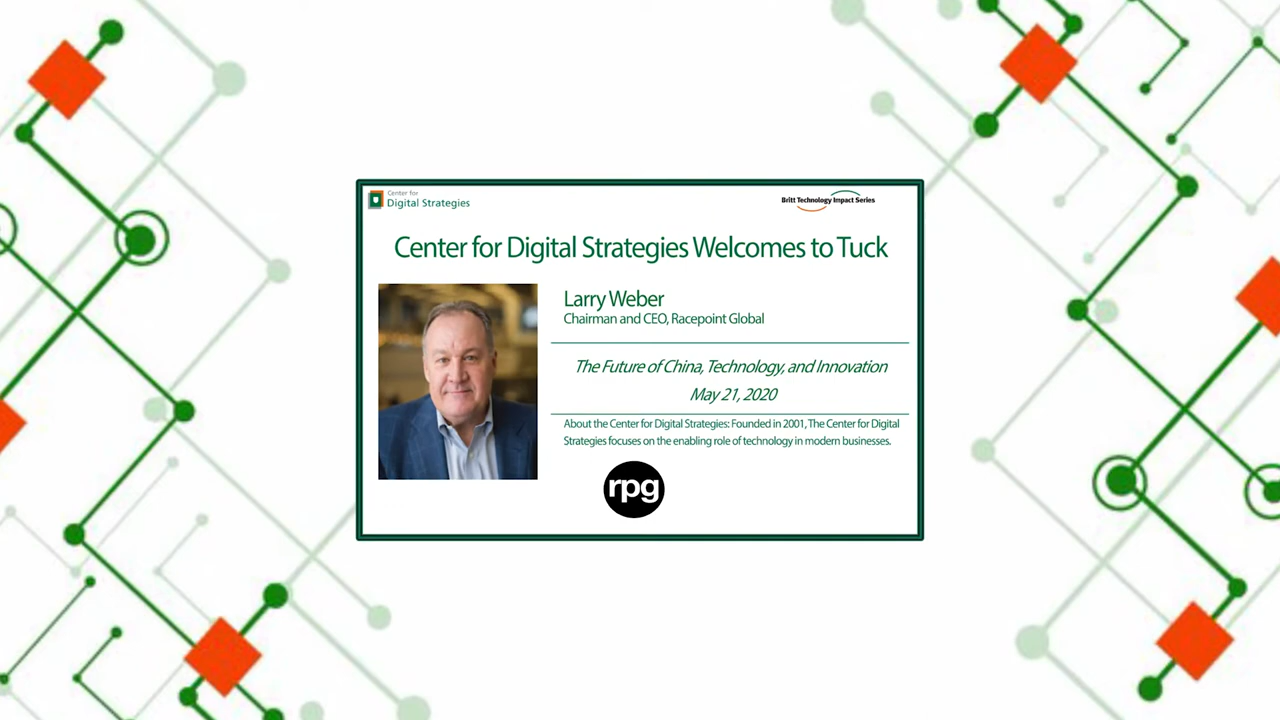 Center for
Digital Strategies
Britt Technology Impact Series
Center for Digital Strategies Welcomes to Tuck
Larry Weber
Chairman and CEO, Racepoint Global
The Future of China, Technology, and Innovation
May 21, 2020
About the Center for Digital Strategies: Founded in 2001, The Center for Digital
Strategies focuses on the enabling role of technology in modern businesses.
rpg